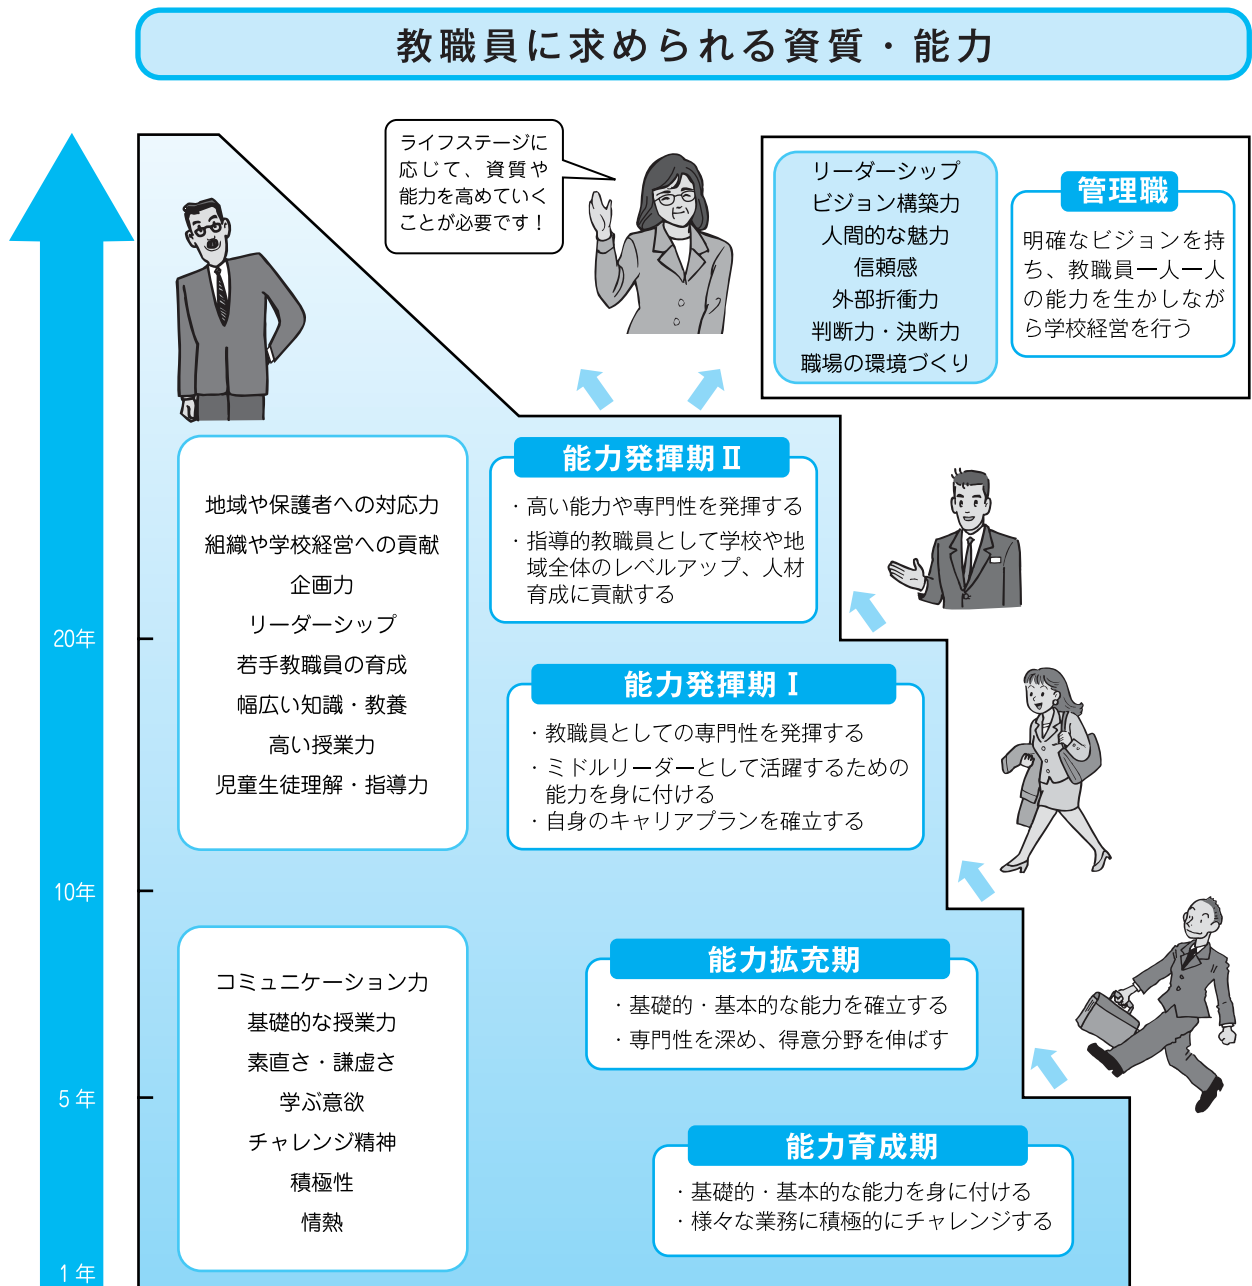 教職員に求められる資質・能力
ライフステージに
応じて、資質や
能力を高めていく
ことが必要です！
リーダーシップ
ビジョン構築力
人間的な魅力
信頼感
外部折衝力
判断力・決断力
職場の環境づくり
管理職
明確なビジョンを持
ち、教職員一人一人
の能力を生かしなが
ら学校経営を行う
地域や保護者への対応力
組織や学校経営への貢献
企画力
リーダーシップ
若手教職員の育成
幅広い知識・教養
高い授業力
児童生徒理解・指導力
能力発揮期Ⅱ
・高い能力や専門性を発揮する
・指導的教職員として学校や地
域全体のレベルアップ、人材
育成に貢献する
20年
能力発揮期Ⅰ
・教職員としての専門性を発揮する
・ミドルリーダーとして活躍するための
能力を身に付ける
・自身のキャリアプランを確立する
10年
コミュニケーション力
基礎的な授業力
素直さ・謙虚さ
学ぶ意欲
チャレンジ精神
積極性
情熱
能力拡充期
・基礎的・基本的な能力を確立する
・専門性を深め、得意分野を伸ばす
5年
能力育成期
・基礎的・基本的な能力を身に付ける
・様々な業務に積極的にチャレンジする
1年